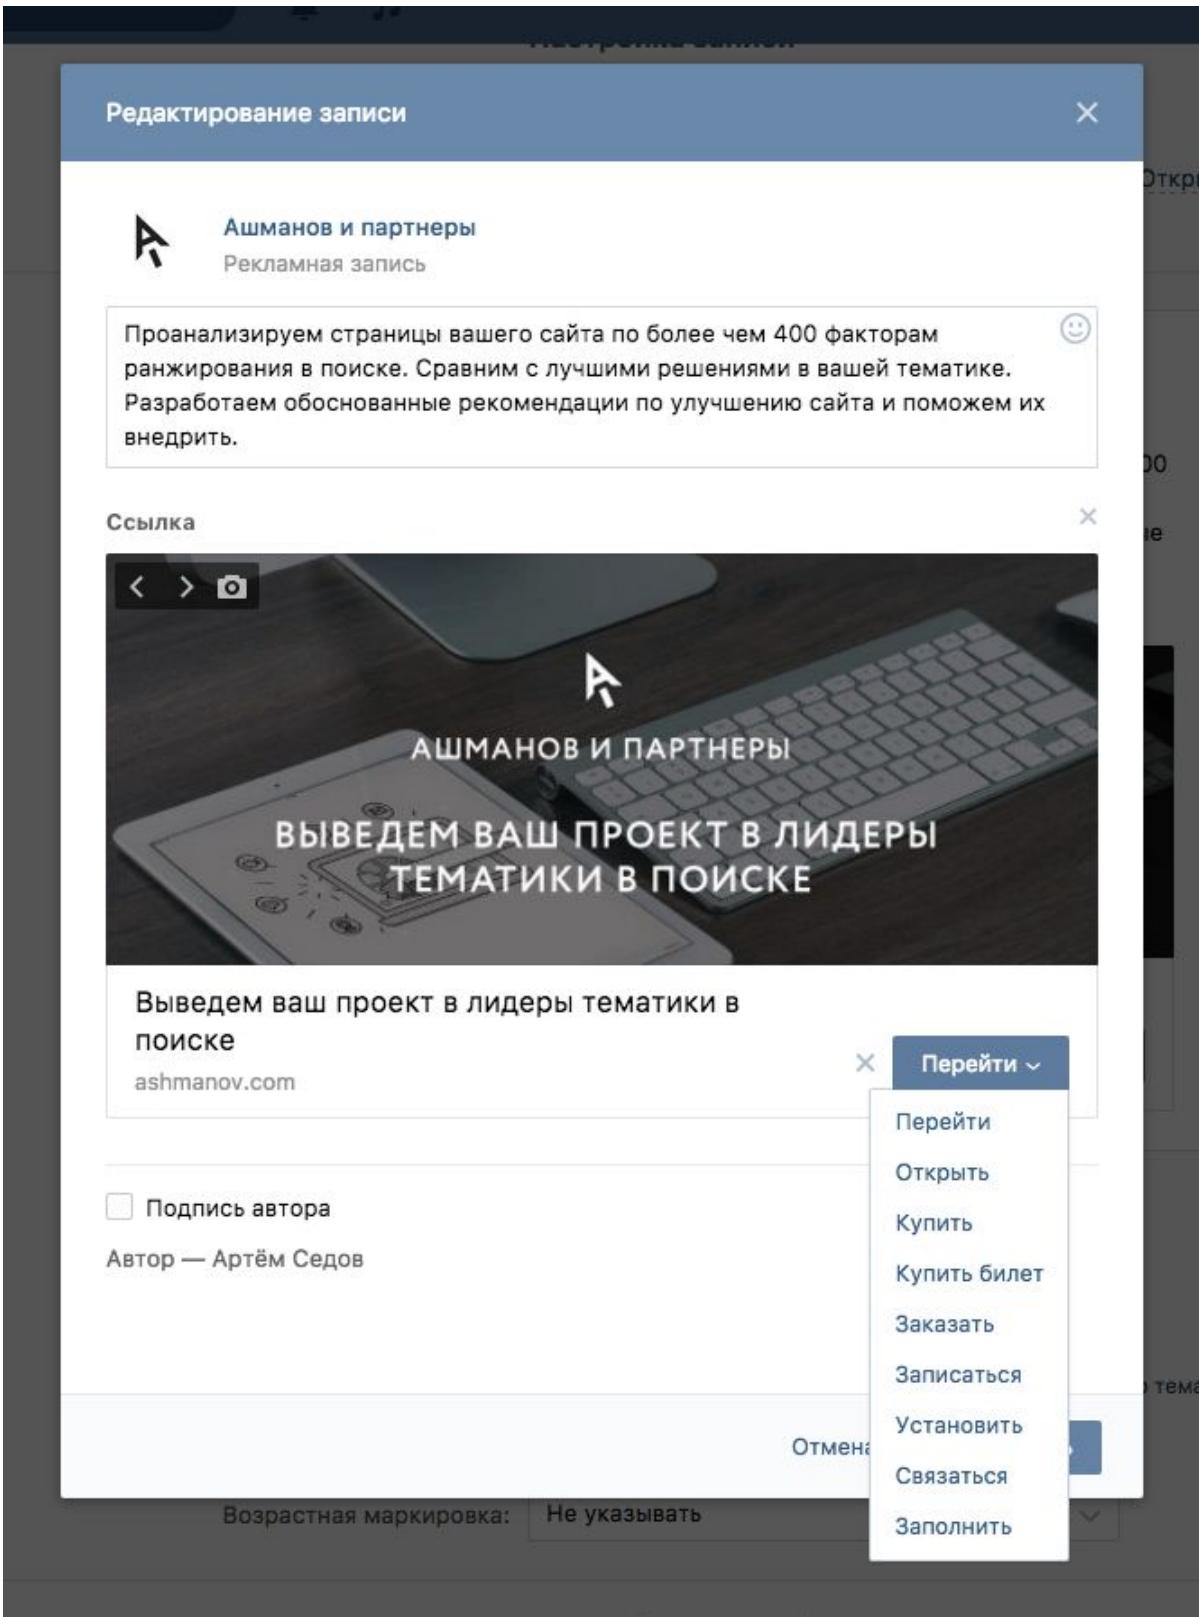 Редактирование записи
Откр
Ашманов и партнеры
Рекламная запись
Проанализируем страницы вашего сайта по более чем 400 факторам
ранжирования в поиске. Сравним с лучшими решениями в вашей тематике.
Разработаем обоснованные рекомендации по улучшению сайта и поможем их
внедрить.
Ссылка
АШМАНОВ И ПАРТНЕРЫ
ВЫВЕДЕМ ВАШ ПРОЕКТ В ЛИДЕРЫ
ТЕМАТИКИ В ПОИСКЕ
Выведем ваш проект в лидеры тематики в
поиске
ashmanov.com
Перейти
Перейти
Открыть
Купить
Купить билет
Заказать
Записаться
Установить
Связаться
Заполнить
Подпись автора
Автор — Артём Седов
Отмена
Возрастная маркировка:
Не указывать